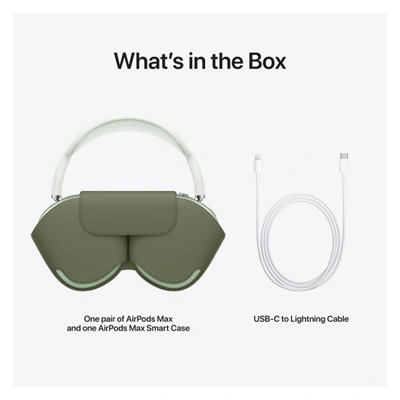 What's in the Box
One pair of AirPods Max
and one AirPods Max Smart Case
USB-C to Lightning Cable